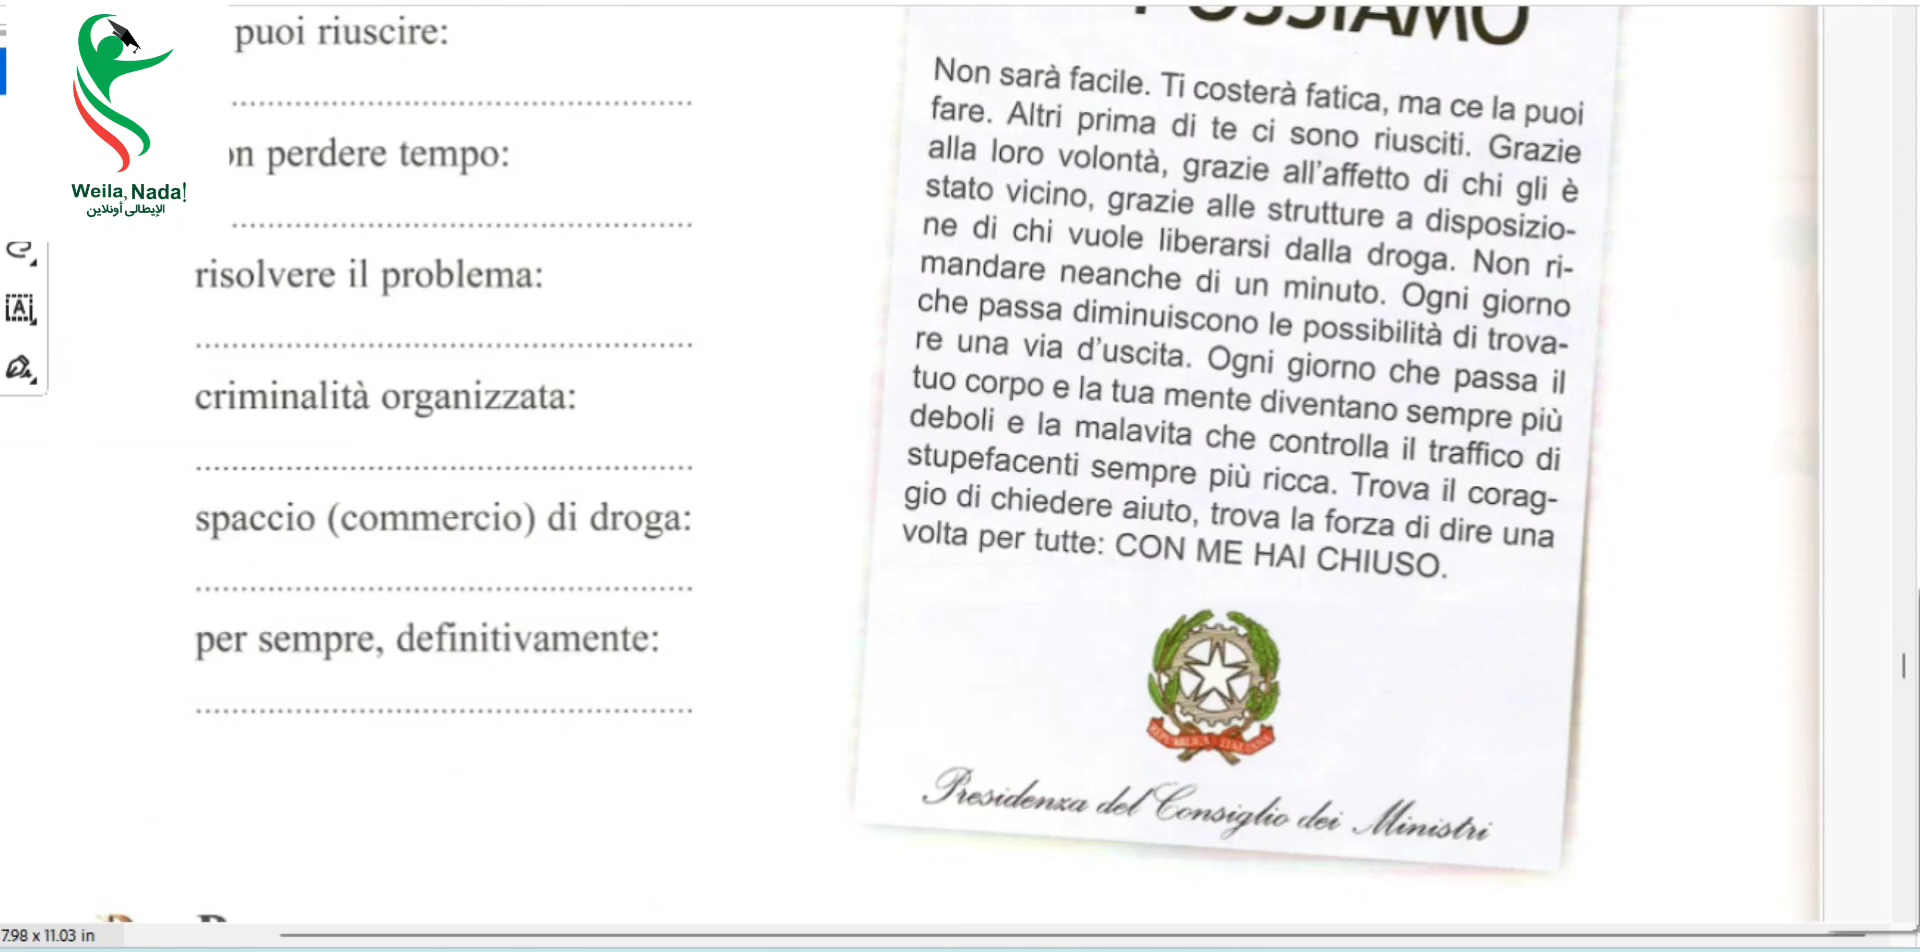 puoi riuscire:
perdere tempo:
Weila, Nada!
الإيطالى أونلاين
risolvere il problema:
criminalità organizzata:
spaccio (commercio) di droga:
per sempre, definitivamente:
POSSIAMO
Non sarà facile. Ti costerà fatica, ma ce la puoi
fare. Altri prima di te ci sono riusciti. Grazie
alla loro volontà, grazie all'affetto di chi gli è
stato vicino, grazie alle strutture a disposizio-
ne di chi vuole liberarsi dalla droga. Non ri-
mandare neanche di un minuto. Ogni giorno
che passa diminuiscono le possibilità di trova-
re una via d'uscita. Ogni giorno che passa il
tuo corpo e la tua mente diventano sempre più
deboli e la malavita che controlla il traffico di
stupefacenti sempre più ricca. Trova il corag-
gio di chiedere aiuto, trova la forza di dire una
volta per tutte: CON ME HAI CHIUSO.
REPUBBLICA ITALIANA
Presidenza del Consiglio dei Ministri
7.98 x 11.03 in